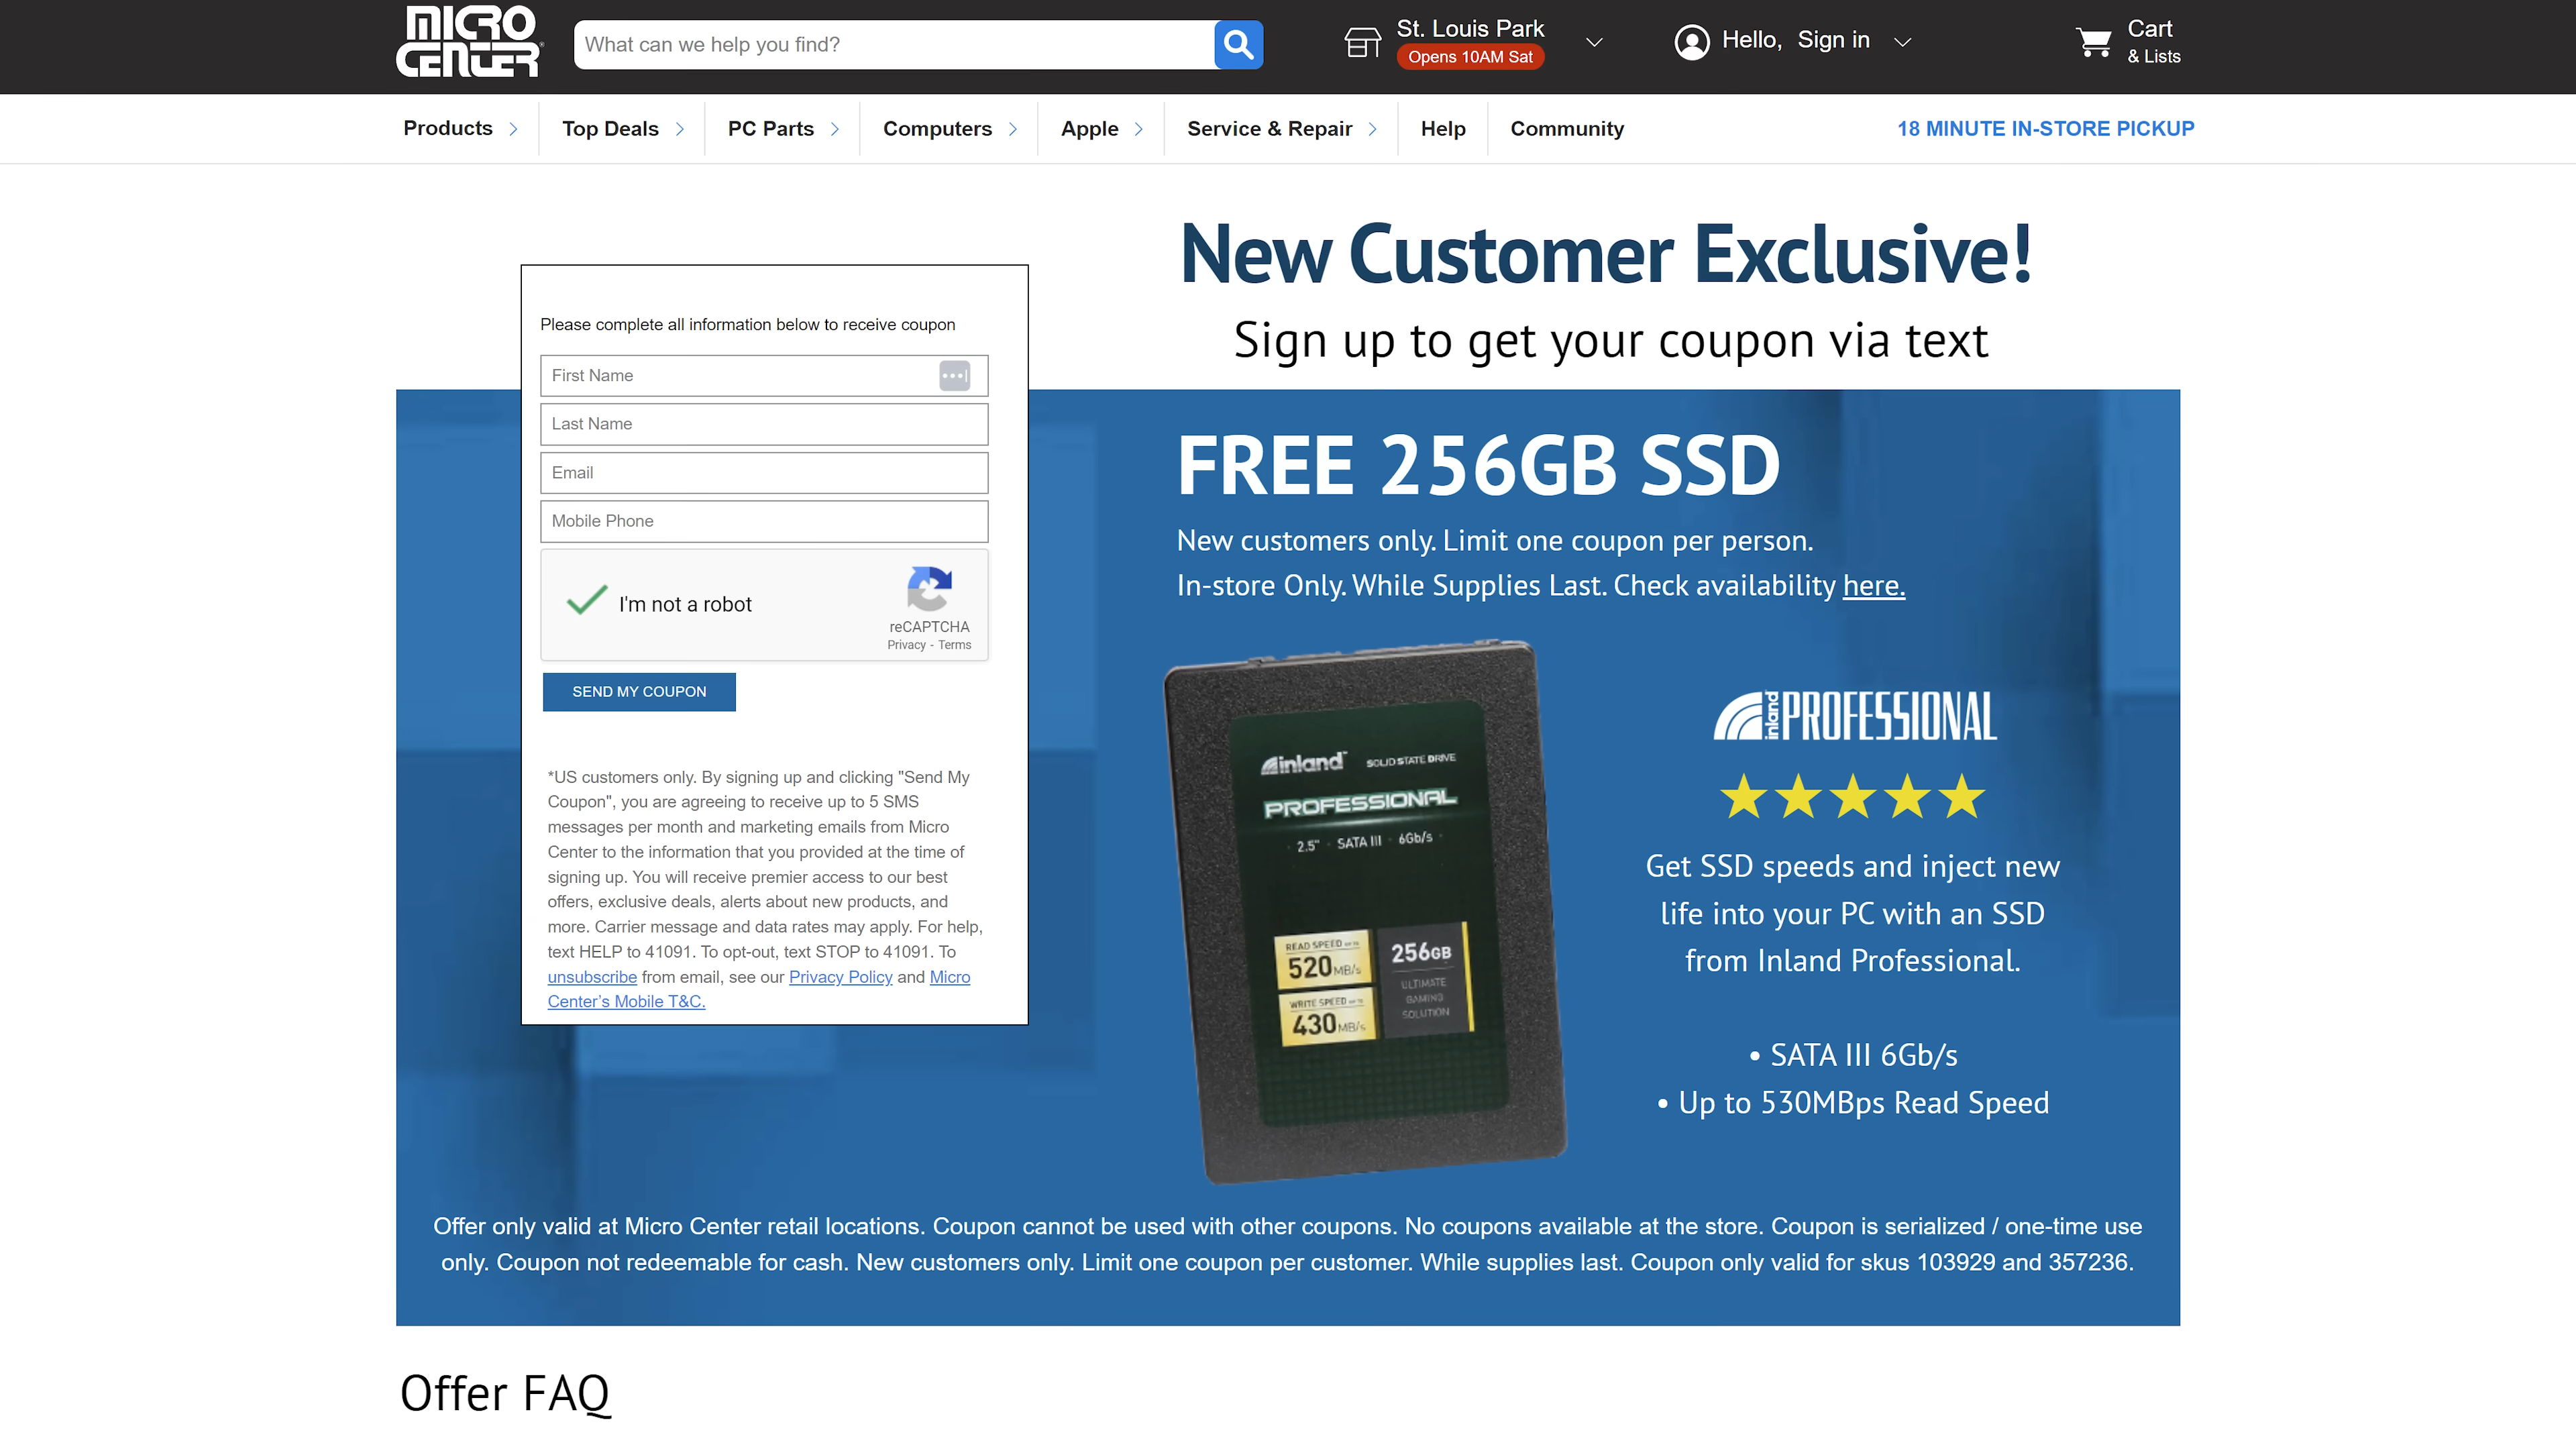 MICRO CENTER
What can we help you find?
St. Louis Park
Opens 10AM Sat
Hello, Sign in
Cart
& Lists
Products
Top Deals
PC Parts
Computers
Apple
Service & Repair
Help
Community
18 MINUTE IN-STORE PICKUP
New Customer Exclusive!
Sign up to get your coupon via text
Please complete all information below to receive coupon
First Name
Last Name
Email
Mobile Phone
I'm not a robot
reCAPTCHA
Privacy - Terms
SEND MY COUPON
*US customers only. By signing up and clicking "Send My
Coupon", you are agreeing to receive up to 5 SMS
messages per month and marketing emails from Micro
Center to the information that you provided at the time of
signing up. You will receive premier access to our best
offers, exclusive deals, alerts about new products, and
more. Carrier message and data rates may apply. For help,
text HELP to 41091. To opt-out, text STOP to 41091. To
unsubscribe from email, see our Privacy Policy and Micro
Center's Mobile T&C.
FREE 256GB SSD
New customers only. Limit one coupon per person.
In-store Only. While Supplies Last. Check availability here.
inland SOLID STATE DRIVE
PROFESSIONAL
2.5" · SATA III · 6Gb/s
READ SPEED UP TO
520 MB/s
WRITE SPEED UP TO
430 MB/s
256GB
ULTIMATE
GAMING
SOLUTION
inland PROFESSIONAL
Get SSD speeds and inject new
life into your PC with an SSD
from Inland Professional.
• SATA III 6Gb/s
• Up to 530MBps Read Speed
Offer only valid at Micro Center retail locations. Coupon cannot be used with other coupons. No coupons available at the store. Coupon is serialized / one-time use
only. Coupon not redeemable for cash. New customers only. Limit one coupon per customer. While supplies last. Coupon only valid for skus 103929 and 357236.
Offer FAQ